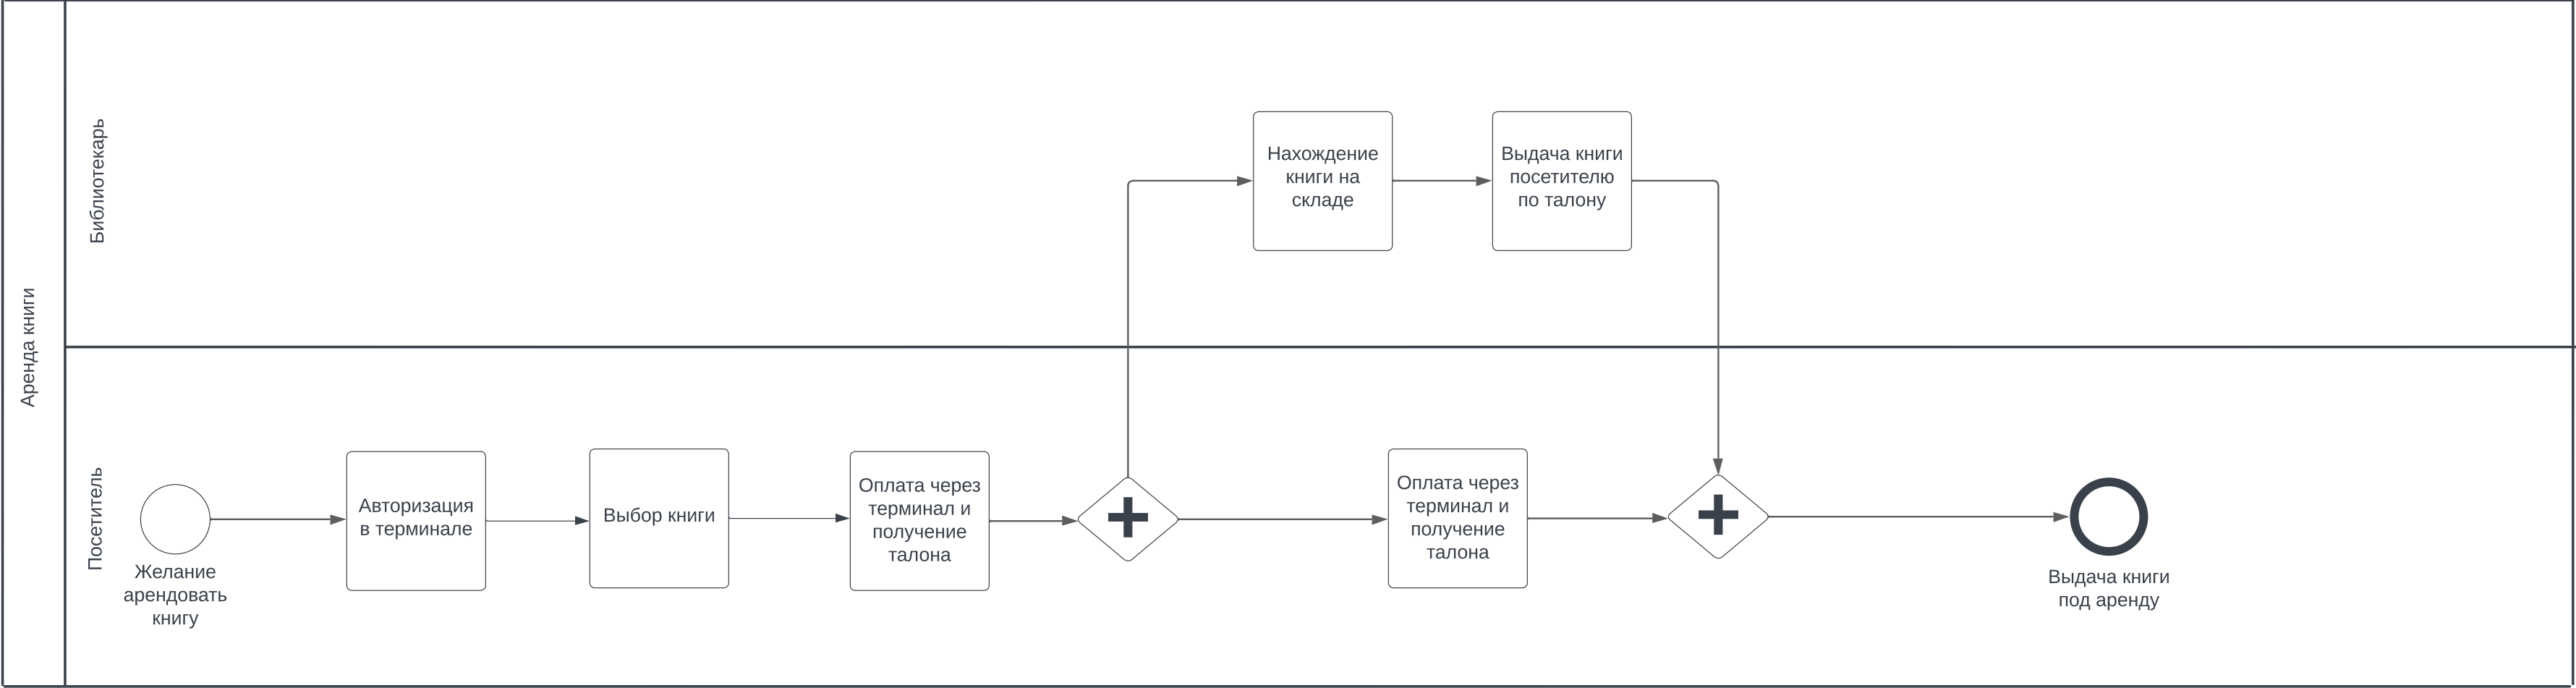 Аренда книги
Библиотекарь
Нахождение
книги на
складе
Выдача книги
посетителю
по талону
Посетитель
Желание
арендовать
книгу
Авторизация
в терминале
Выбор книги
Оплата через
терминал и
получение
талона
Оплата через
терминал и
получение
талона
Выдача книги
под аренду